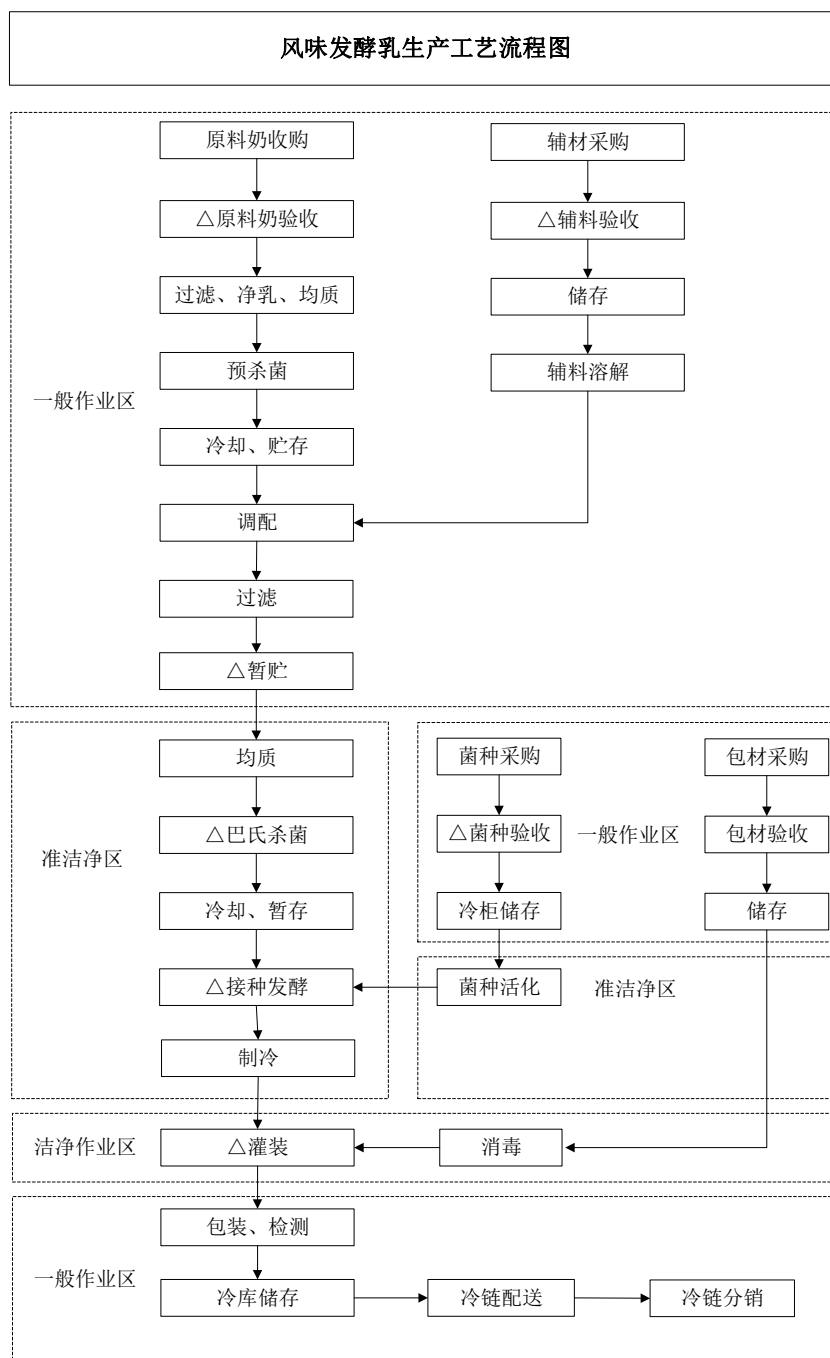 风味发酵乳生产工艺流程图
原料奶收购
辅材采购
△原料奶验收
△辅料验收
过滤、净乳、均质
储存
预杀菌
辅料溶解
一般作业区
冷却、贮存
调配
过滤
△暂贮
均质
菌种采购
包材采购
△巴氏杀菌
△菌种验收
一般作业区
包材验收
准洁净区
冷却、暂存
冷柜储存
储存
△接种发酵
菌种活化
准洁净区
制冷
洁净作业区
△灌装
消毒
包装、检测
一般作业区
冷库储存
冷链配送
冷链分销